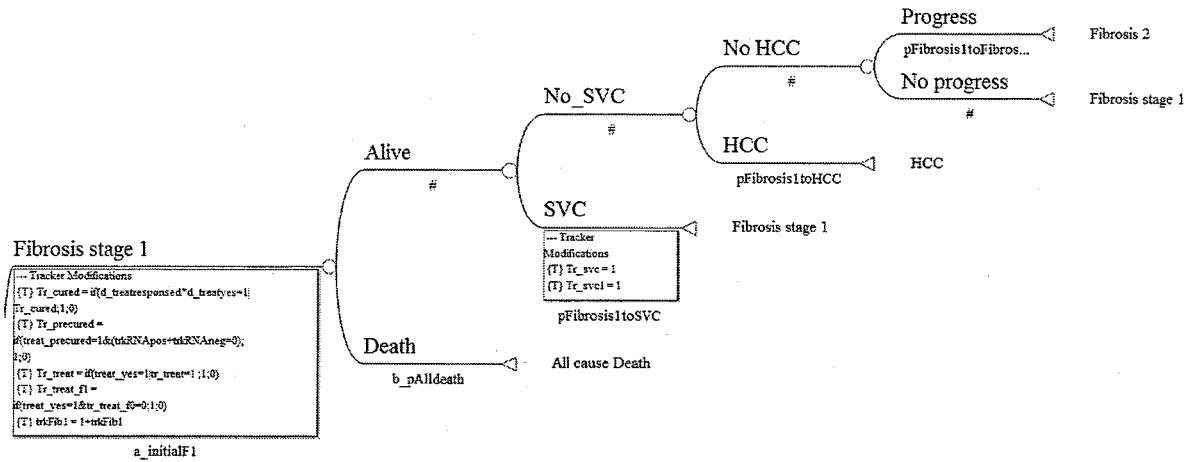 Progress
pFibrosis1toFibros...
Fibrosis 2
No HCC
#
No progress
#
Fibrosis stage 1
No_SVC
#
HCC
pFibrosis1toHCC
HCC
Alive
#
SVC
--- Tracker
Modifications
{T} Tr_svc = 1
{T} Tr_svc1 = 1
pFibrosis1toSVC
Fibrosis stage 1
Fibrosis stage 1
--- Tracker Modifications
{T} Tr_cured = if(d_treatresponsed*d_treatyes=1|
Tr_cured;1;0)
{T} Tr_precured =
if(treat_precured=1&(trkRNApos+trkRNAneg=0);
1;0)
{T} Tr_treat = if(treat_yes=1|tr_treat=1 ;1;0)
{T} Tr_treat_f1 =
if(treat_yes=1&tr_treat_f0=0;1;0)
{T} trkFib1 = 1+trkFib1
a_initialF1
Death
b_pAlldeath
All cause Death